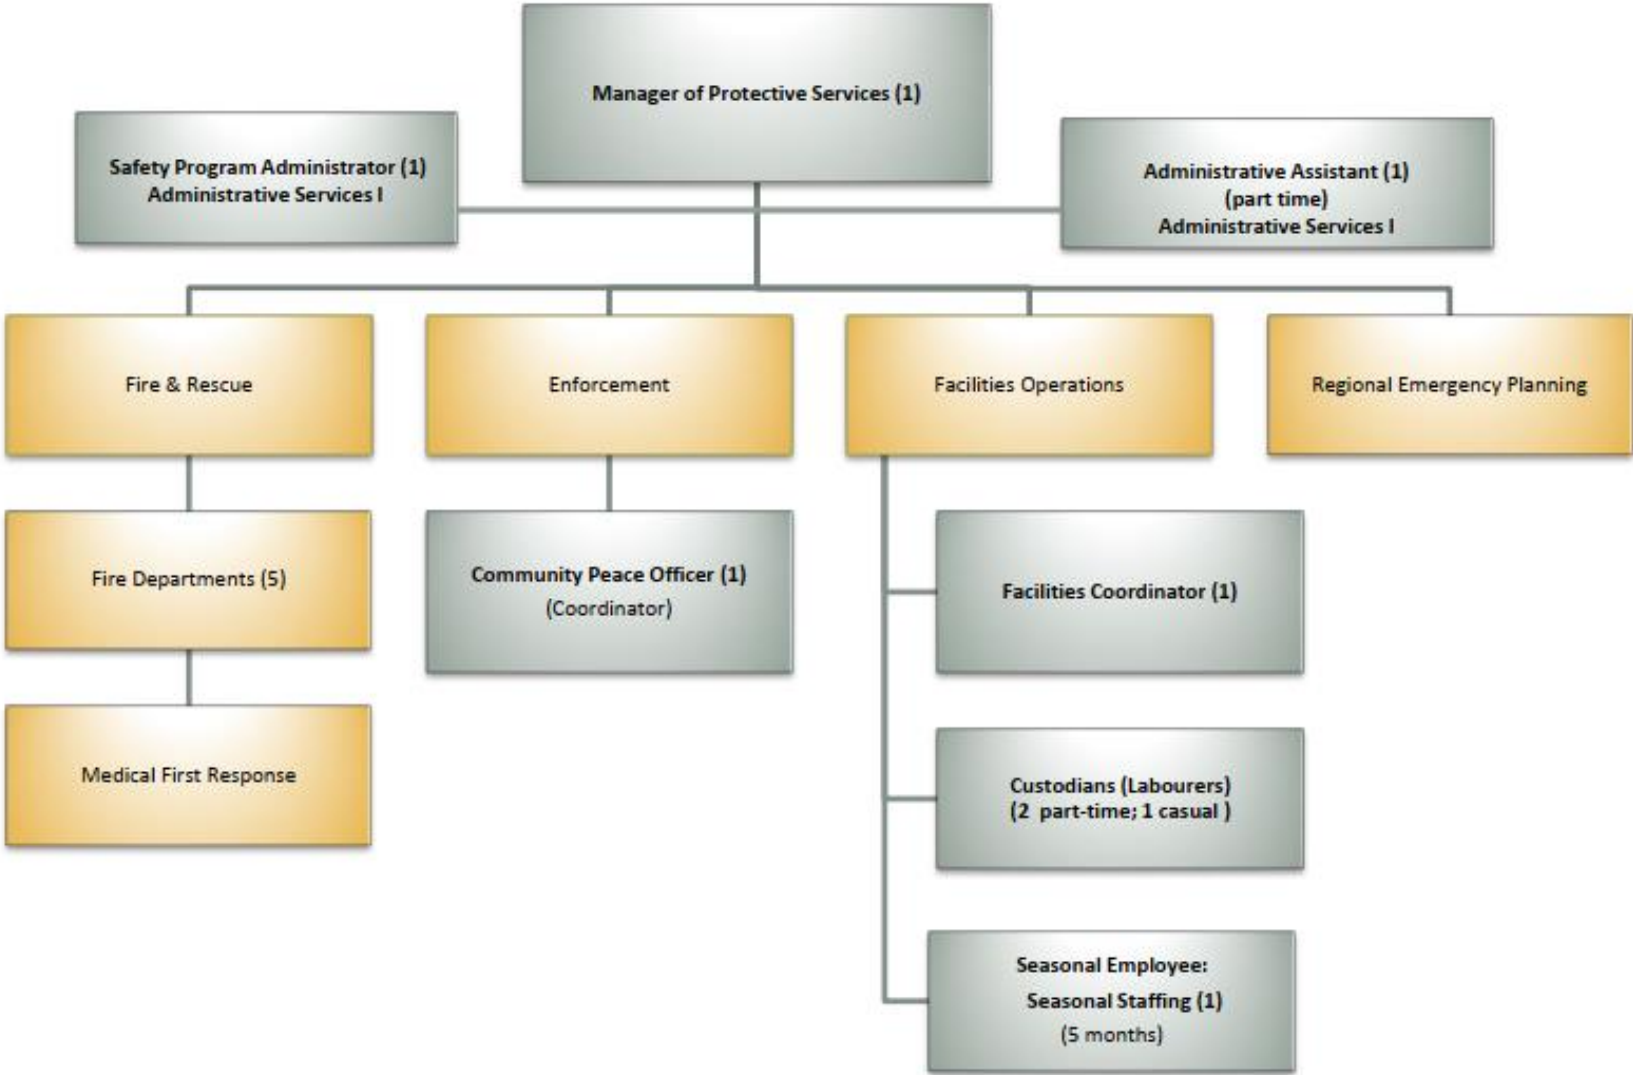 Manager of Protective Services (1)
Safety Program Administrator (1)
Administrative Services I
Administrative Assistant (1)
(part time)
Administrative Services I
Fire & Rescue
Enforcement
Facilities Operations
Regional Emergency Planning
Fire Departments (5)
Community Peace Officer (1)
(Coordinator)
Facilities Coordinator (1)
Medical First Response
Custodians (Labourers)
(2 part-time; 1 casual )
Seasonal Employee:
Seasonal Staffing (1)
(5 months)